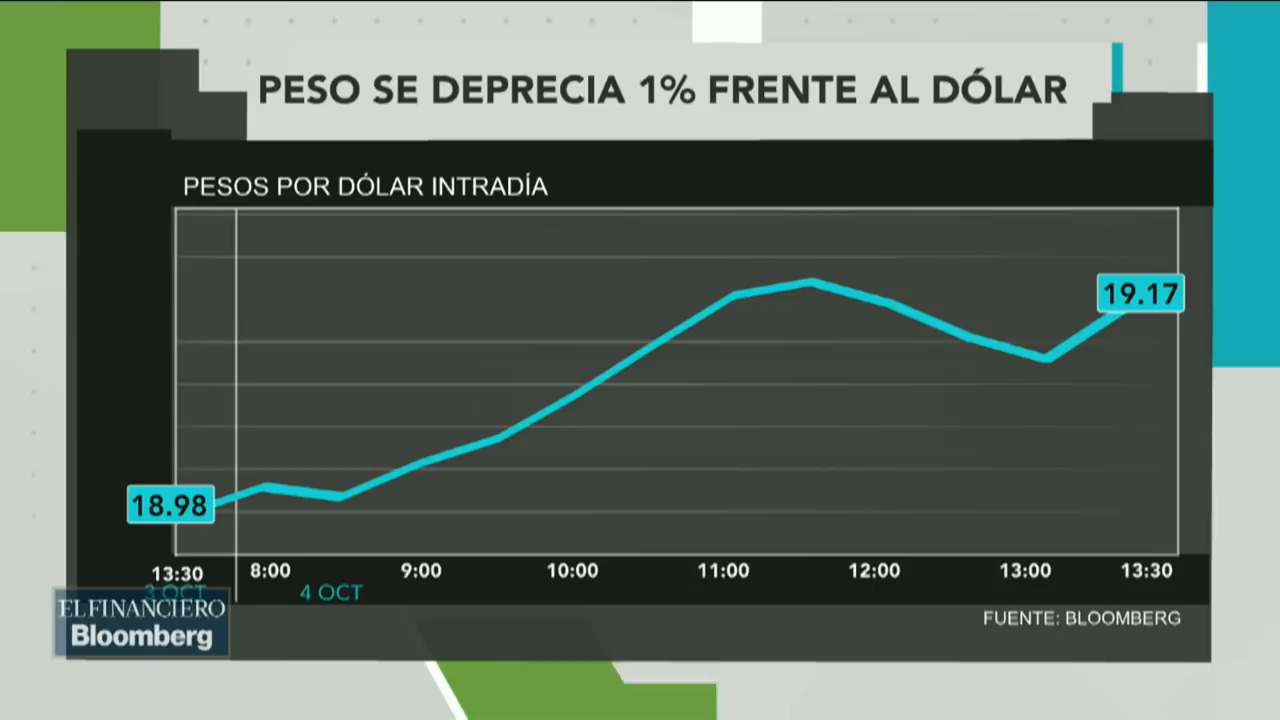 PESO SE DEPRECIA 1% FRENTE AL DÓLAR
PESOS POR DÓLAR INTRADÍA
19.17
18.98
13:30 8:00 9:00 10:00 11:00 12:00 13:00 13:30
3 OCT 4 OCT
EL FINANCIERO
Bloomberg
FUENTE: BLOOMBERG